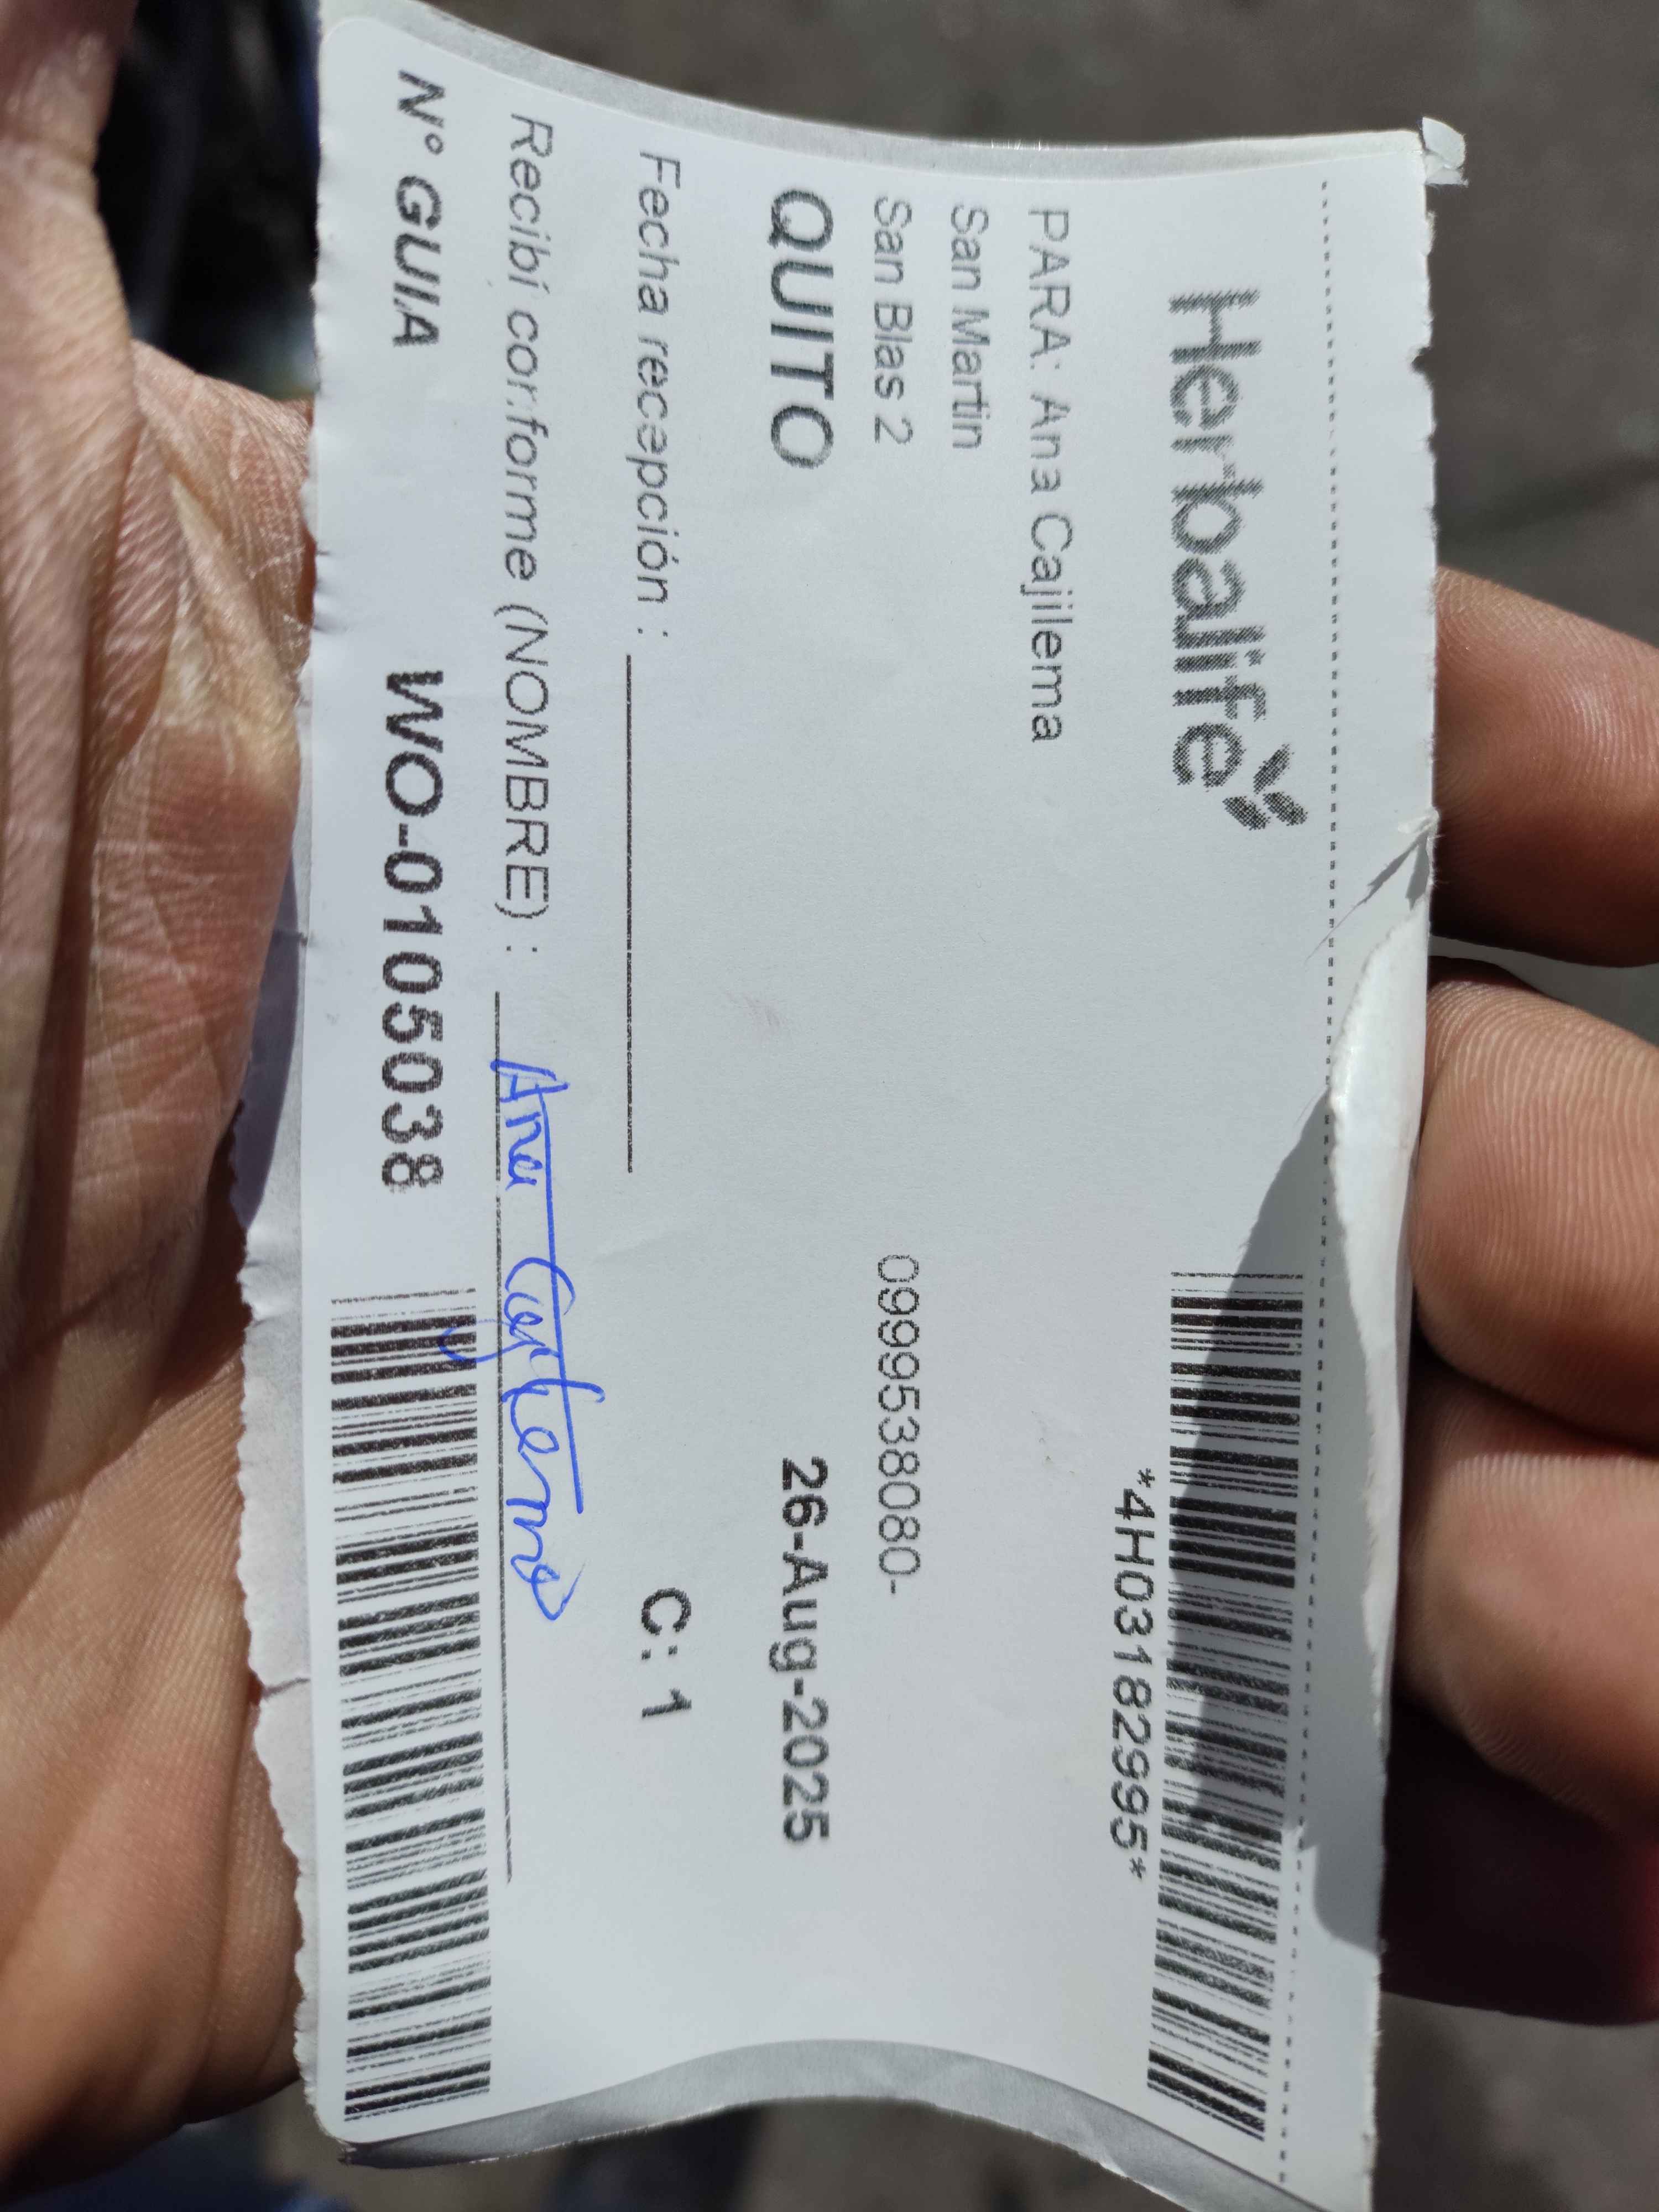 Herbalife
*4H03182995*
PARA: Ana Cajilema
San Martin
San Blas 2 0999538080-
QUITO 26-Aug-2025
Fecha recepción : C: 1
Recibí conforme (NOMBRE) : Ana Cajilema
N° GUIA WO-0105038